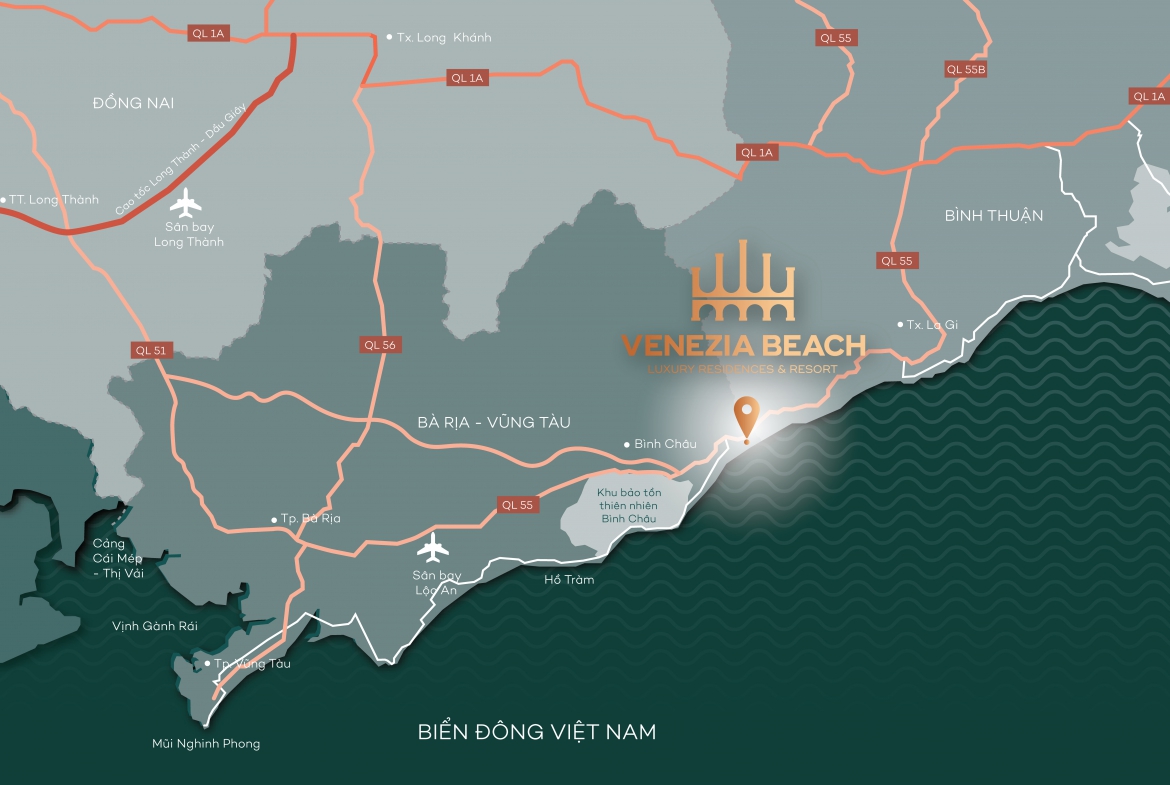 QL 1A
Tx. Long Khánh
QL 55
QL 55B
QL 1A
QL 1A
ĐỒNG NAI
Cao tốc Long Thành - Dầu Giây
QL 1A
TT. Long Thành
Sân bay
Long Thành
BÌNH THUẬN
QL 55
Tx. La Gi
QL 51
QL 56
VENEZIA BEACH
LUXURY RESIDENCES & RESORT
BÀ RỊA - VŨNG TÀU
Bình Châu
QL 55
Khu bảo tồn
thiên nhiên
Bình Châu
Tp. Bà Rịa
Cảng
Cái Mép
- Thị Vải
Sân bay
Lộc An
Hồ Tràm
Vịnh Gành Rái
Tp. Vũng Tàu
BIỂN ĐÔNG VIỆT NAM
Mũi Nghinh Phong